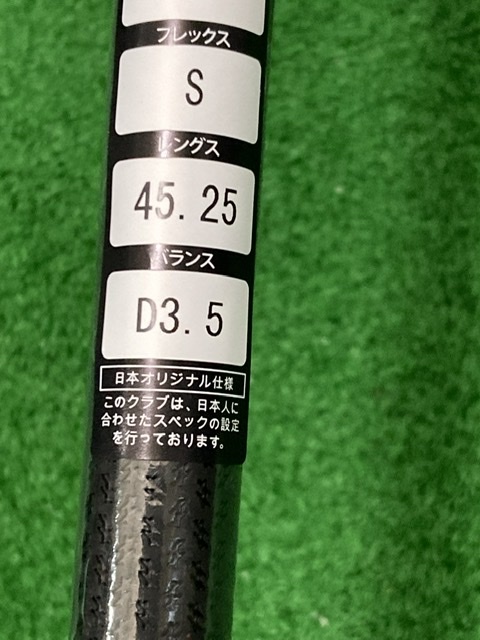 フレックス
S
レングス
45.25
バランス
D3.5
日本オリジナル仕様
このクラブは、日本人に
合わせたスペックの設定
を行っております。